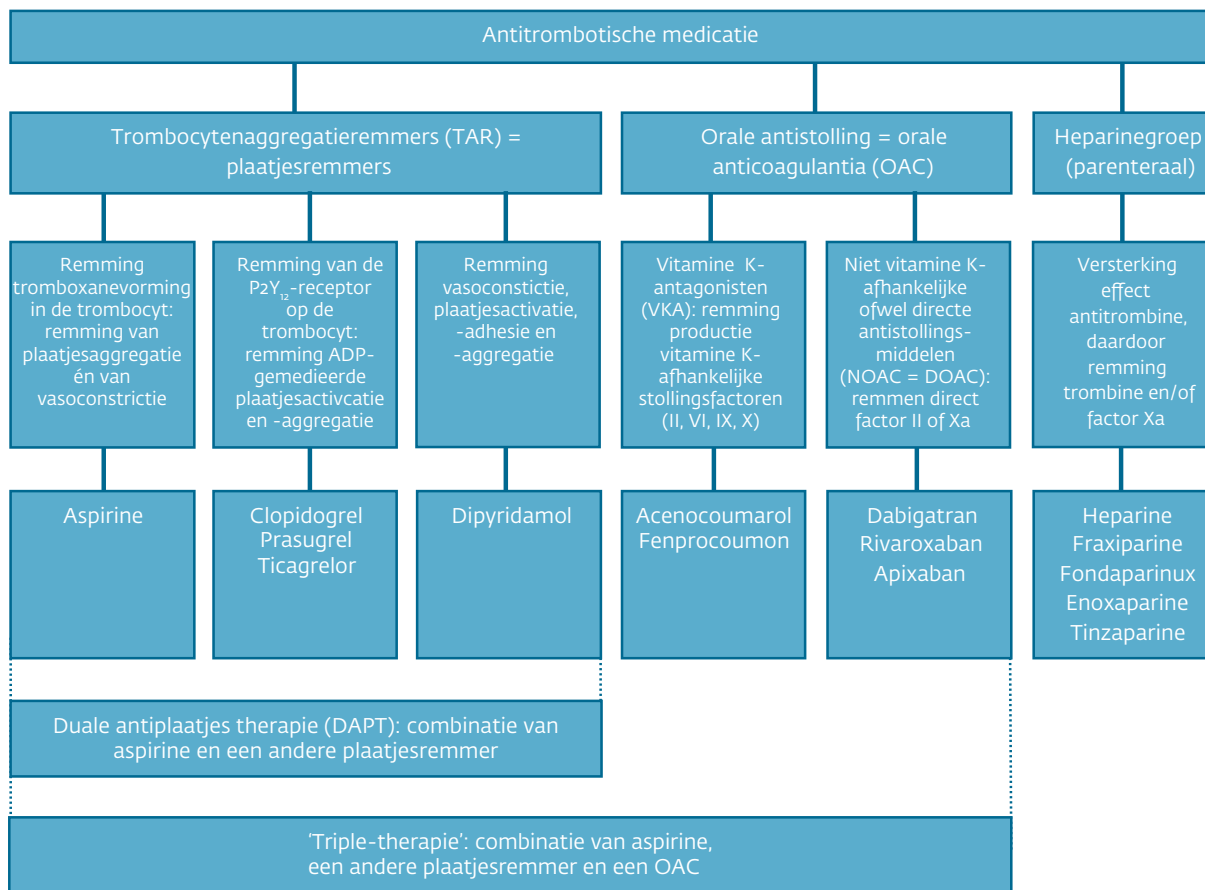 Antitrombotische medicatie
Trombocytenaggregatieremmers (TAR) =
plaatjesremmers
Orale antistolling = orale
anticoagulantia (OAC)
Heparinegroep
(parenteraal)
Remming
tromboxanevorming
in de trombocyt:
remming van
plaatjesaggregatie
én van
vasoconstrictie
Remming van de
P2Y₁₂-receptor
op de
trombocyt:
remming ADP-
gemedieerde
plaatjesactivcatie
en -aggregatie
Remming
vasoconstictie,
plaatjesactivatie,
-adhesie en
-aggregatie
Vitamine K-
antagonisten
(VKA): remming
productie
vitamine K-
afhankelijke
stollingsfactoren
(II, VI, IX, X)
Niet vitamine K-
afhankelijke
ofwel directe
antistollings-
middelen
(NOAC = DOAC):
remmen direct
factor II of Xa
Versterking
effect
antitrombine,
daardoor
remming
trombine en/of
factor Xa
Aspirine
Clopidogrel
Prasugrel
Ticagrelor
Dipyridamol
Acenocoumarol
Fenprocoumon
Dabigatran
Rivaroxaban
Apixaban
Heparine
Fraxiparine
Fondaparinux
Enoxaparine
Tinzaparine
Duale antiplaatjes therapie (DAPT): combinatie van
aspirine en een andere plaatjesremmer
'Triple-therapie': combinatie van aspirine,
een andere plaatjesremmer en een OAC